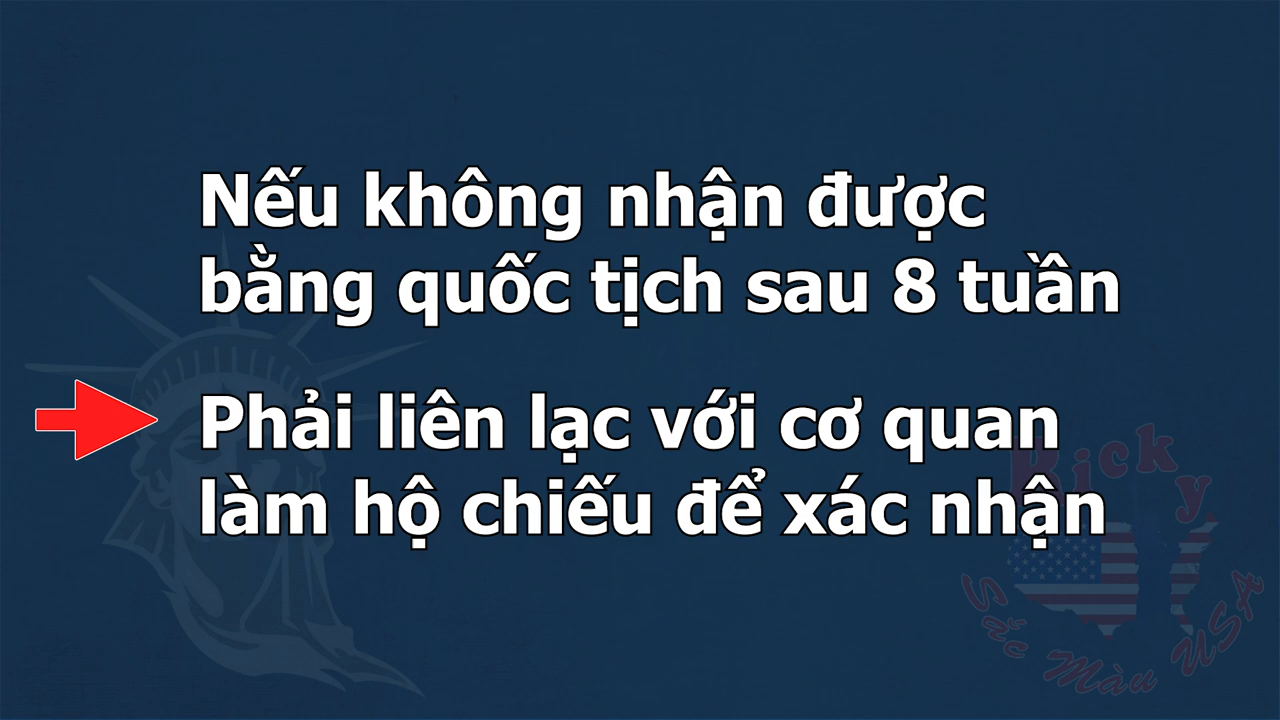 Nếu không nhận được
bằng quốc tịch sau 8 tuần
Phải liên lạc với cơ quan
làm hộ chiếu để xác nhận
Ricky
Sắc Màu USA